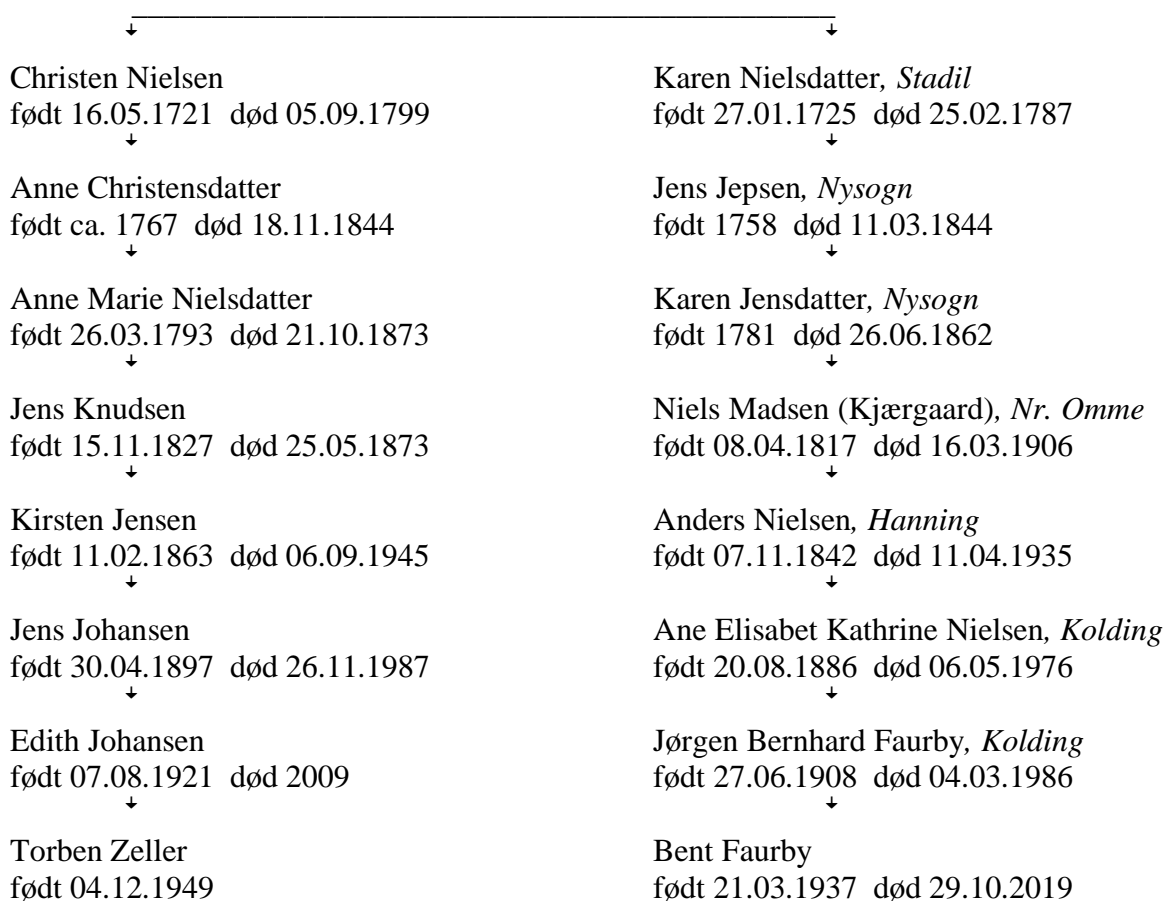 Christen Nielsen
født 16.05.1721 død 05.09.1799
Anne Christensdatter
født ca. 1767 død 18.11.1844
Anne Marie Nielsdatter
født 26.03.1793 død 21.10.1873
Jens Knudsen
født 15.11.1827 død 25.05.1873
Kirsten Jensen
født 11.02.1863 død 06.09.1945
Jens Johansen
født 30.04.1897 død 26.11.1987
Edith Johansen
født 07.08.1921 død 2009
Torben Zeller
født 04.12.1949
Karen Nielsdatter, Stadil
født 27.01.1725 død 25.02.1787
Jens Jepsen, Nysogn
født 1758 død 11.03.1844
Karen Jensdatter, Nysogn
født 1781 død 26.06.1862
Niels Madsen (Kjærgaard), Nr. Omme
født 08.04.1817 død 16.03.1906
Anders Nielsen, Hanning
født 07.11.1842 død 11.04.1935
Ane Elisabet Kathrine Nielsen, Kolding
født 20.08.1886 død 06.05.1976
Jørgen Bernhard Faurby, Kolding
født 27.06.1908 død 04.03.1986
Bent Faurby
født 21.03.1937 død 29.10.2019